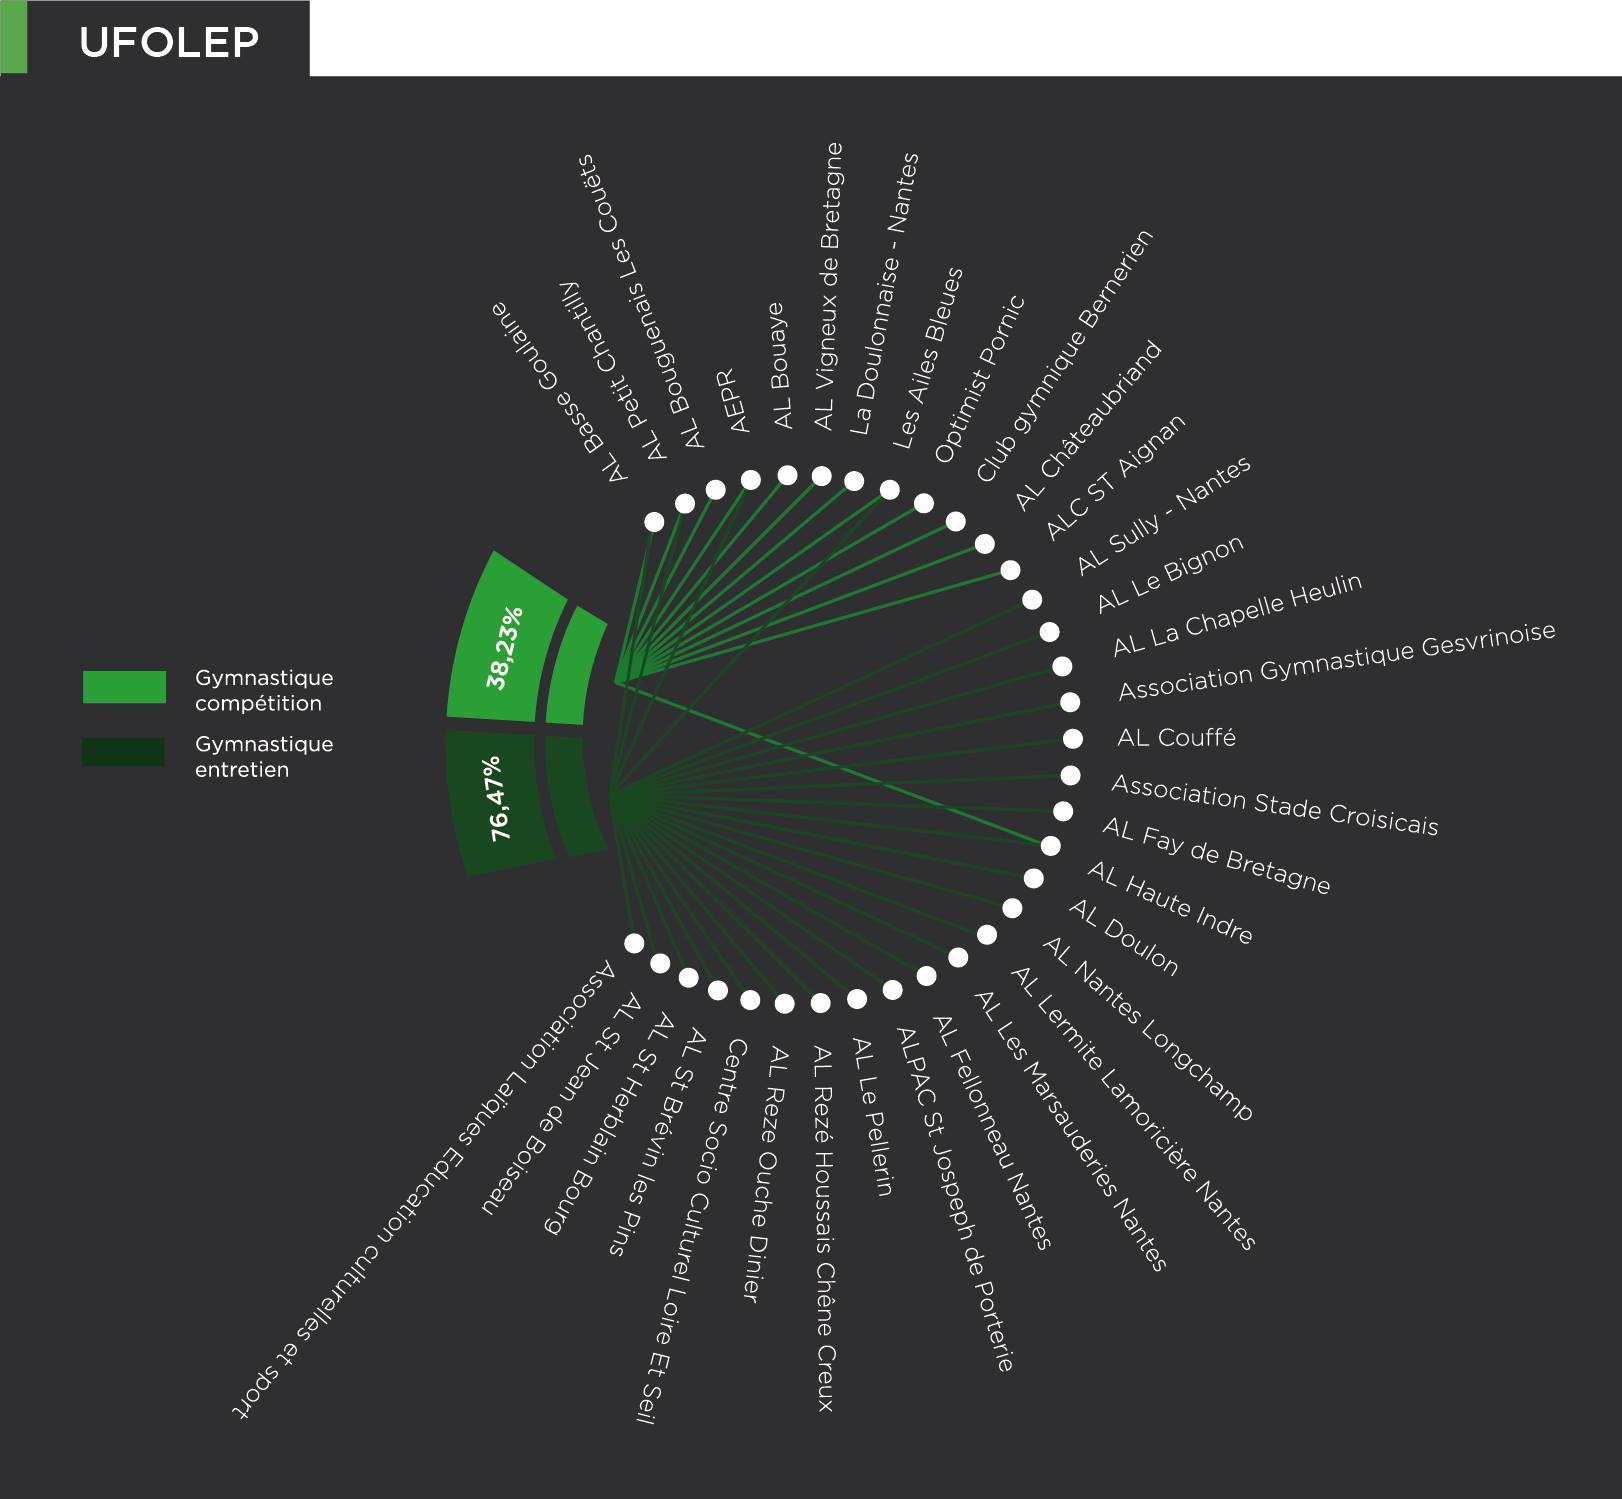 UFOLEP
AL Basse Goulaine
AL Petit Chantilly
AL Bouguenais Les Couëts
AEPR
AL Bouaye
AL Vigneux de Bretagne
La Doulonnaise - Nantes
Les Ailes Bleues
Optimist Pornic
Club gymnique Bernerien
AL Châteaubriand
ALC ST Aignan
AL Sully - Nantes
AL Le Bignon
AL La Chapelle Heulin
Association Gymnastique Gesvrinoise
AL Couffé
Association Stade Croisicais
AL Fay de Bretagne
AL Haute Indre
AL Doulon
AL Nantes Longchamp
AL Lermite Lamoricière Nantes
AL Les Marsauderies Nantes
AL Fellonneau Nantes
ALPAC St Jospeph de Porterie
AL Le Pellerin
AL Rezé Houssais Chêne Creux
AL Reze Ouche Dinier
Centre Socio Culturel Loire Et Seil
AL St Brévin les Pins
AL St Herblain Bourg
AL St Jean de Boiseau
Association Laïques Education culturelles et sport
38,23%
76,47%
Gymnastique
compétition
Gymnastique
entretien